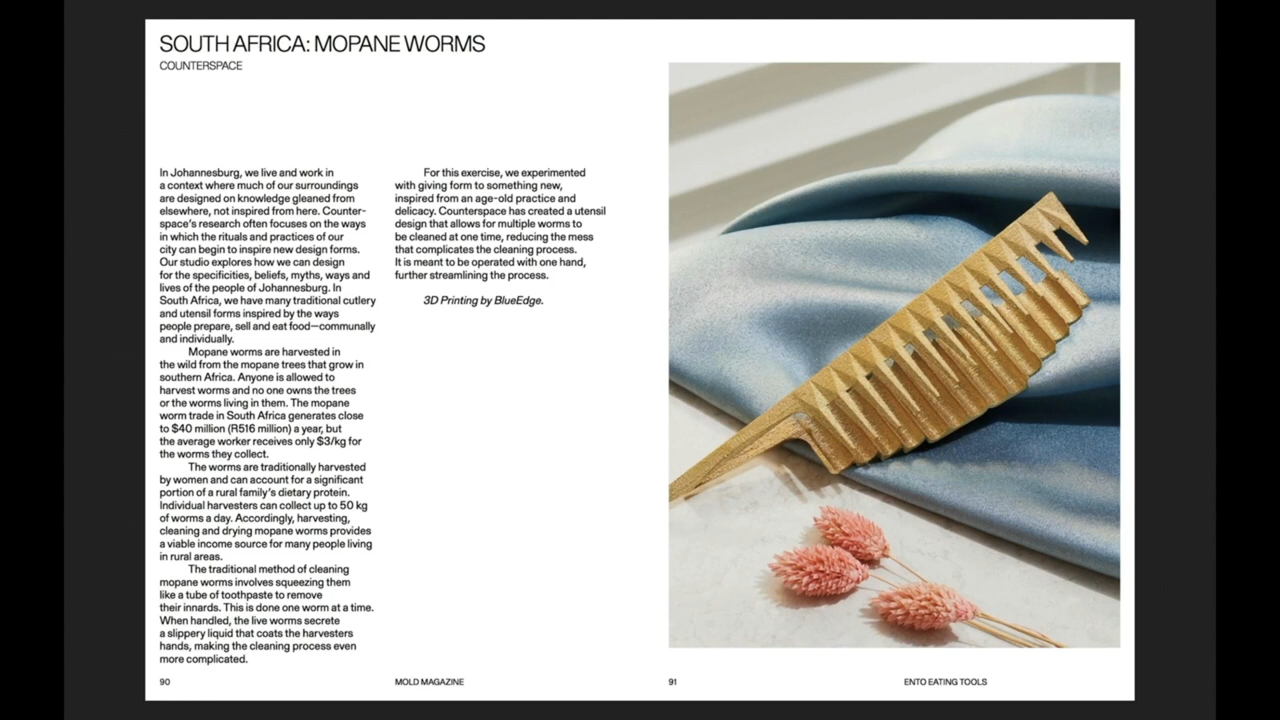 SOUTH AFRICA: MOPANE WORMS
COUNTERSPACE
In Johannesburg, we live and work in
a context where much of our surroundings
are designed on knowledge gleaned from
elsewhere, not inspired from here. Counter-
space's research often focuses on the ways
in which the rituals and practices of our
city can begin to inspire new design forms.
Our studio explores how we can design
for the specificities, beliefs, myths, ways and
lives of the people of Johannesburg. In
South Africa, we have many traditional cutlery
and utensil forms inspired by the ways
people prepare, sell and eat food—communally
and individually.
Mopane worms are harvested in
the wild from the mopane trees that grow in
southern Africa. Anyone is allowed to
harvest worms and no one owns the trees
or the worms living in them. The mopane
worm trade in South Africa generates close
to $40 million (R516 million) a year, but
the average worker receives only $3/kg for
the worms they collect.
The worms are traditionally harvested
by women and can account for a significant
portion of a rural family's dietary protein.
Individual harvesters can collect up to 50 kg
of worms a day. Accordingly, harvesting,
cleaning and drying mopane worms provides
a viable income source for many people living
in rural areas.
The traditional method of cleaning
mopane worms involves squeezing them
like a tube of toothpaste to remove
their innards. This is done one worm at a time.
When handled, the live worms secrete
a slippery liquid that coats the harvesters
hands, making the cleaning process even
more complicated.
For this exercise, we experimented
with giving form to something new,
inspired from an age-old practice and
delicacy. Counterspace has created a utensil
design that allows for multiple worms to
be cleaned at one time, reducing the mess
that complicates the cleaning process.
It is meant to be operated with one hand,
further streamlining the process.
3D Printing by BlueEdge.
90
MOLD MAGAZINE
91
ENTO EATING TOOLS